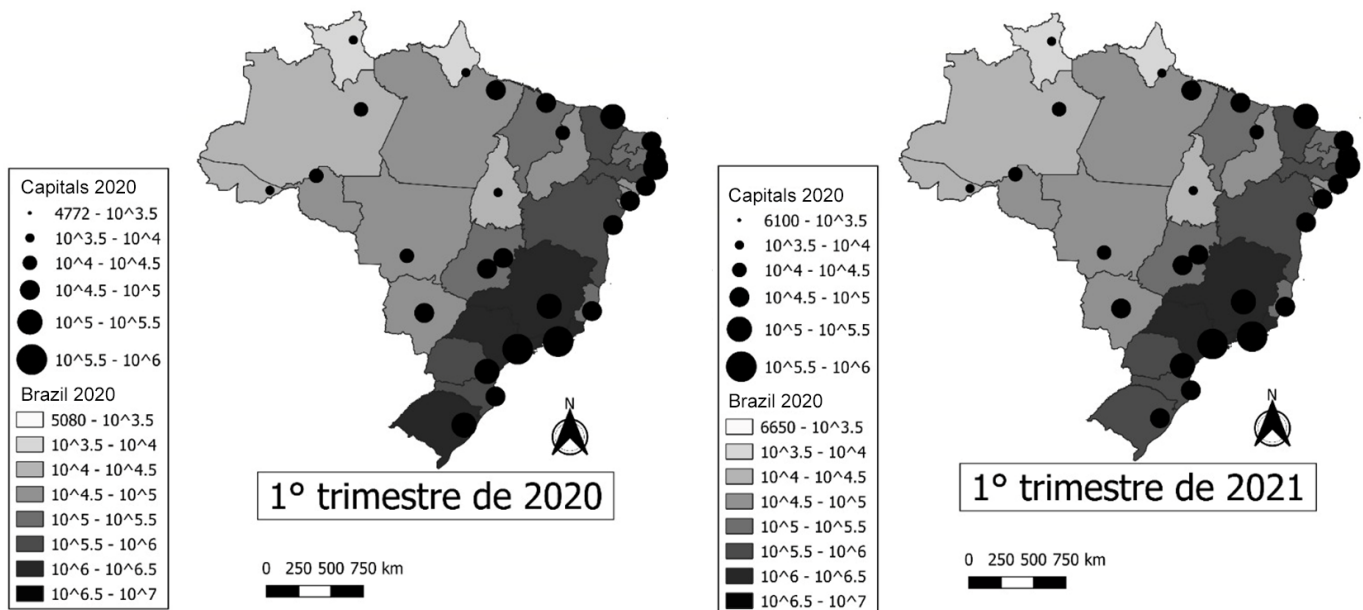 Capitals 2020
4772 - 10^3.5
10^3.5 - 10^4
10^4 - 10^4.5
10^4.5 - 10^5
10^5 - 10^5.5
10^5.5 - 10^6
Brazil 2020
5080 - 10^3.5
10^3.5 - 10^4
10^4 - 10^4.5
10^4.5 - 10^5
10^5 - 10^5.5
10^5.5 - 10^6
10^6 - 10^6.5
10^6.5 - 10^7
N
1° trimestre de 2020
0 250 500 750 km
Capitals 2020
6100 - 10^3.5
10^3.5 - 10^4
10^4 - 10^4.5
10^4.5 - 10^5
10^5 - 10^5.5
10^5.5 - 10^6
Brazil 2020
6650 - 10^3.5
10^3.5 - 10^4
10^4 - 10^4.5
10^4.5 - 10^5
10^5 - 10^5.5
10^5.5 - 10^6
10^6 - 10^6.5
10^6.5 - 10^7
N
1° trimestre de 2021
0 250 500 750 km